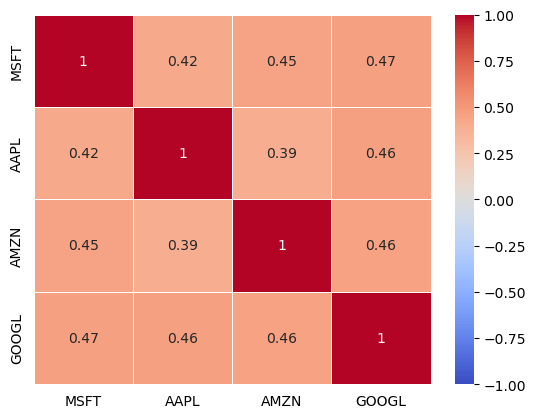 MSFT 1 0.42 0.45 0.47
AAPL 0.42 1 0.39 0.46
AMZN 0.45 0.39 1 0.46
GOOGL 0.47 0.46 0.46 1
MSFT AAPL AMZN GOOGL
1.00
0.75
0.50
0.25
0.00
−0.25
−0.50
−0.75
−1.00